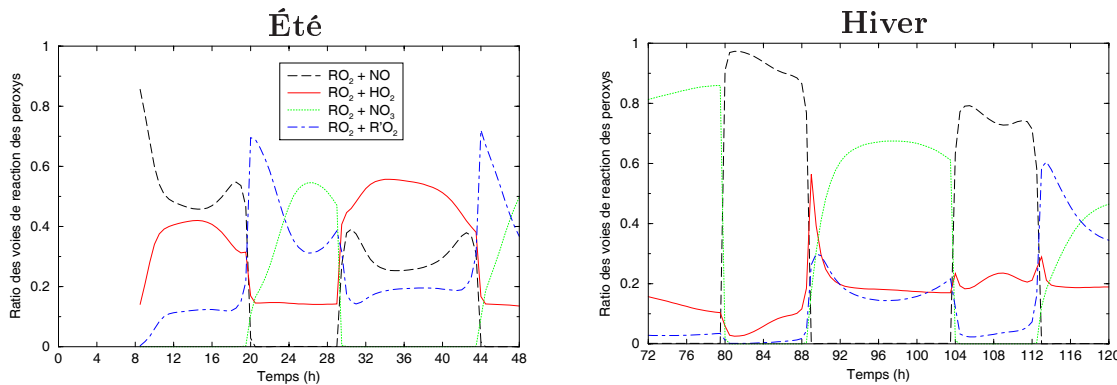 Été
Ratio des voies de reaction des peroxys
1
0.8
0.6
0.4
0.2
0
0 4 8 12 16 20 24 28 32 36 40 44 48
Temps (h)
RO2 + NO
RO2 + HO2
RO2 + NO3
RO2 + R'O2
Hiver
Ratio des voies de reaction des peroxys
1
0.8
0.6
0.4
0.2
0
72 76 80 84 88 92 96 100 104 108 112 116 120
Temps (h)